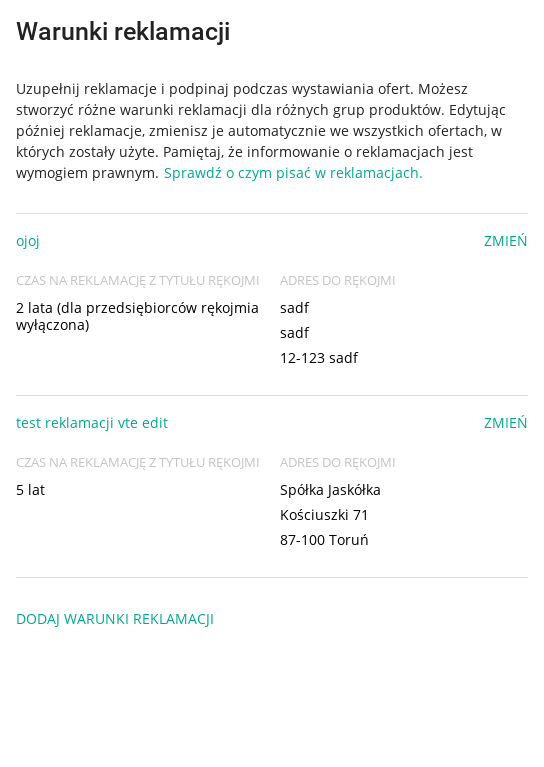 Warunki reklamacji
Uzupełnij reklamacje i podpinaj podczas wystawiania ofert. Możesz
stworzyć różne warunki reklamacji dla różnych grup produktów. Edytując
później reklamacje, zmienisz je automatycznie we wszystkich ofertach, w
których zostały użyte. Pamiętaj, że informowanie o reklamacjach jest
wymogiem prawnym. Sprawdź o czym pisać w reklamacjach.
ojoj ZMIEŃ
CZAS NA REKLAMACJĘ Z TYTUŁU RĘKOJMI ADRES DO RĘKOJMI
2 lata (dla przedsiębiorców rękojmia sadf
wyłączona)
sadf
12-123 sadf
test reklamacji vte edit ZMIEŃ
CZAS NA REKLAMACJĘ Z TYTUŁU RĘKOJMI ADRES DO RĘKOJMI
5 lat Spółka Jaskółka
Kościuszki 71
87-100 Toruń
DODAJ WARUNKI REKLAMACJI